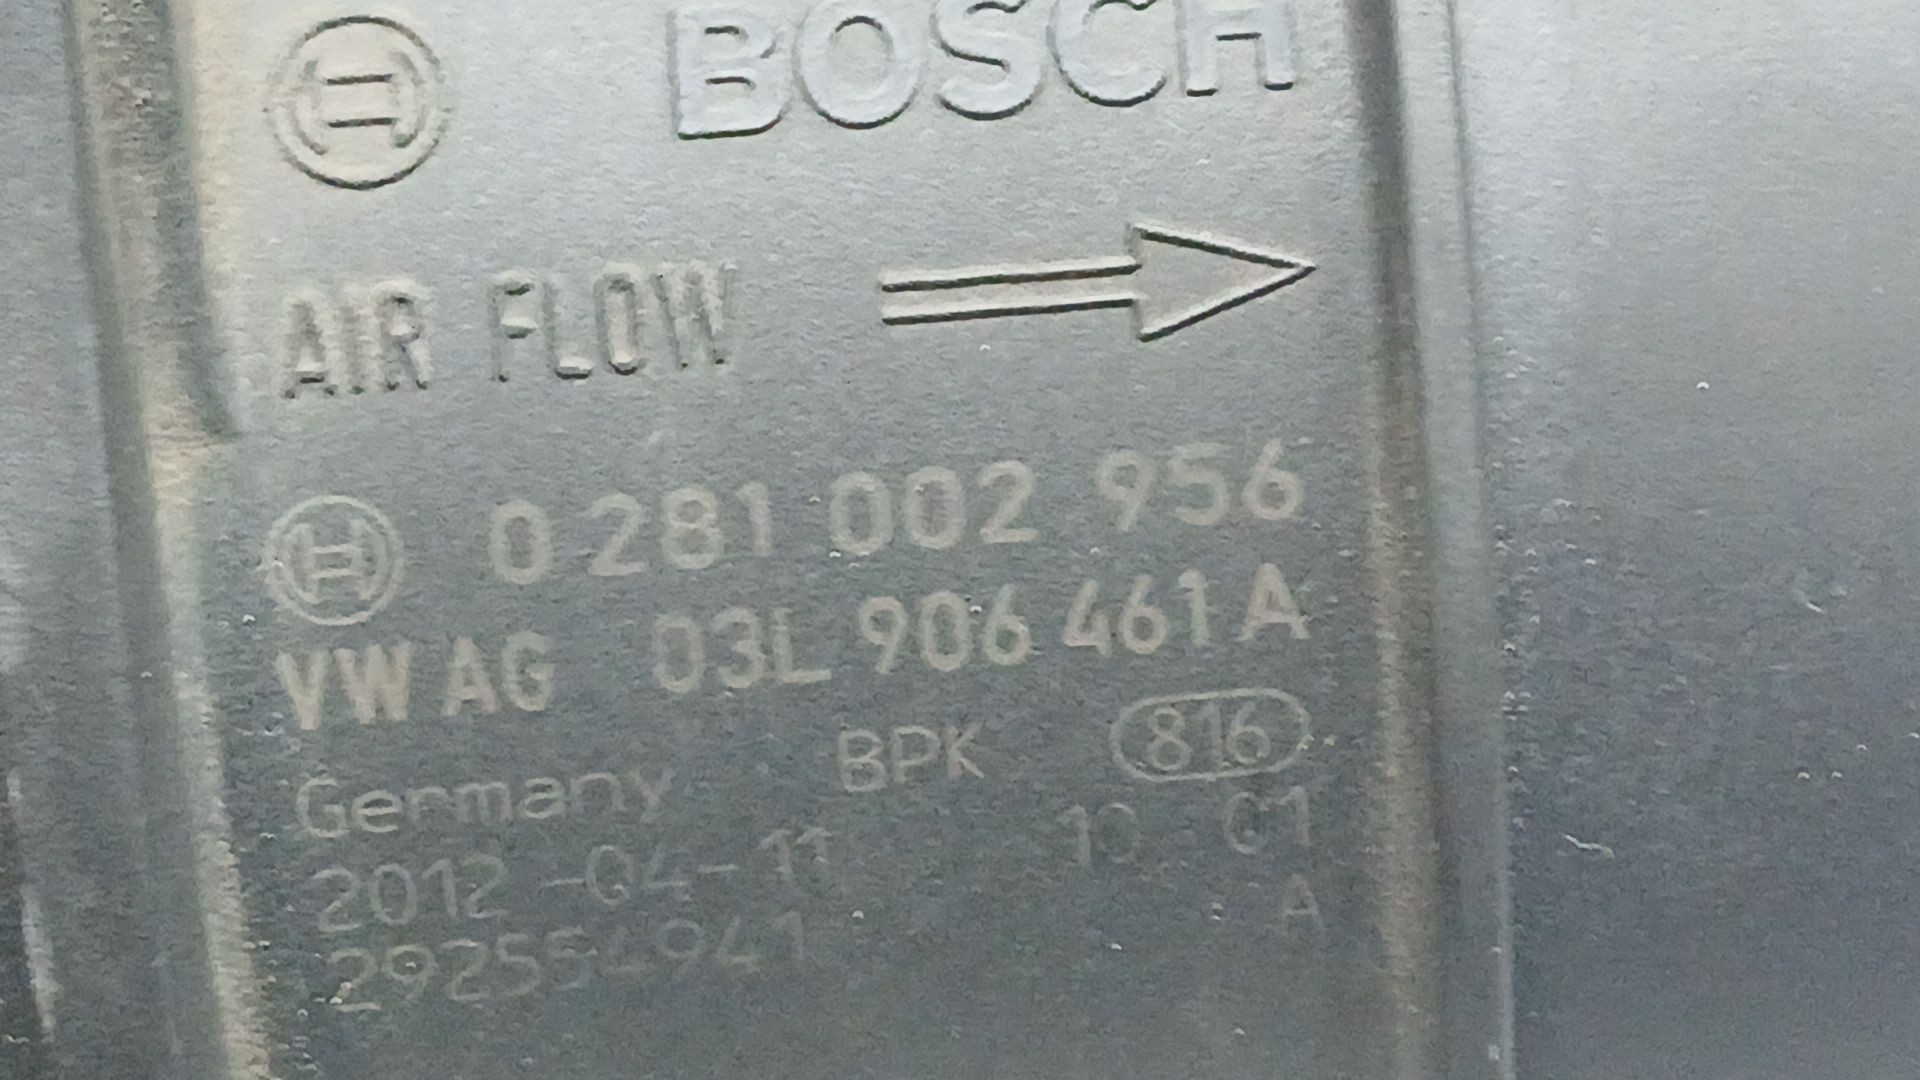 BOSCH
AIR FLOW
0 281 002 956
VW AG 03L 906 461 A
BPK 816
Germany
2012-04-11 10 01
A